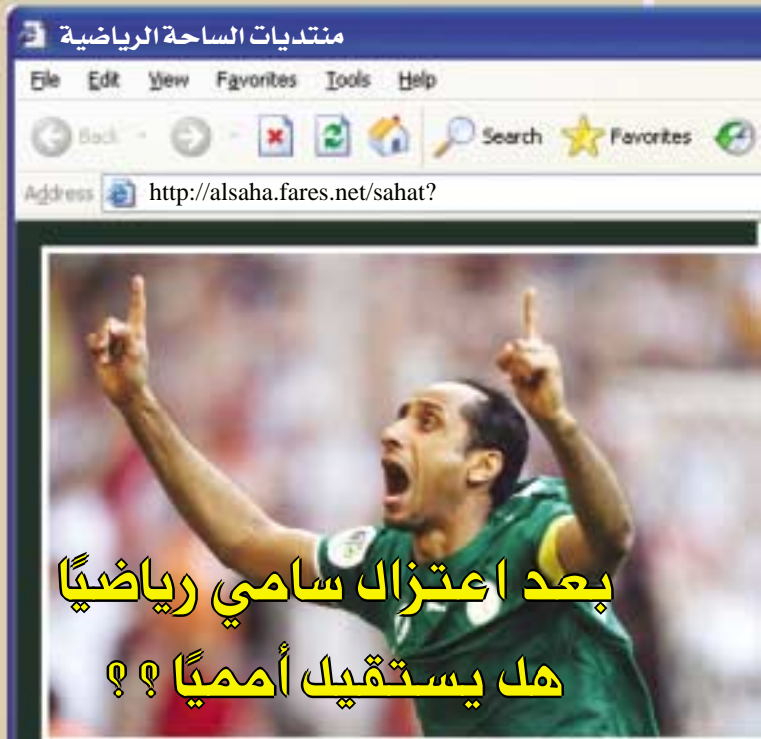 منتديات الساحة الرياضية
File Edit View Favorites Tools Help
Back Search Favorites
Address http://alsaha.fares.net/sahat?
بعد اعتزال سامي رياضيًا
هل يستقيل أمميًا ؟ ؟